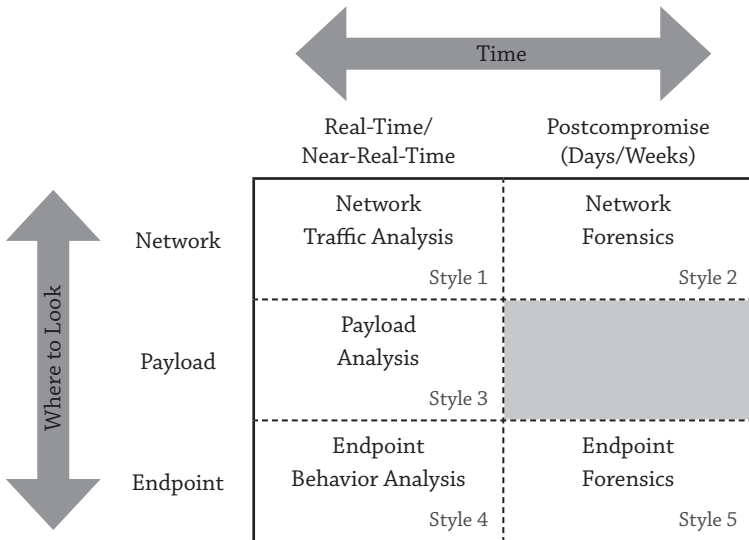 Time
Real-Time/
Near-Real-Time
Postcompromise
(Days/Weeks)
Where to Look
Network
Network
Traffic Analysis
Style 1
Network
Forensics
Style 2
Payload
Payload
Analysis
Style 3
Endpoint
Endpoint
Behavior Analysis
Style 4
Endpoint
Forensics
Style 5